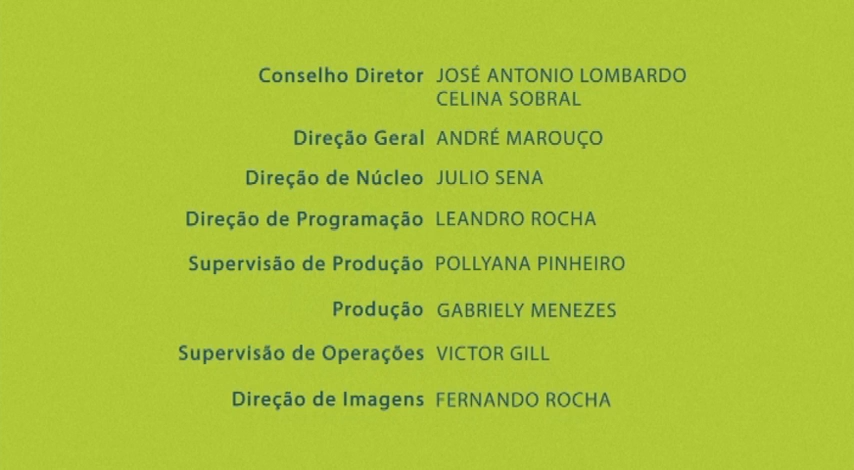 Conselho Diretor JOSÉ ANTONIO LOMBARDO
CELINA SOBRAL
Direção Geral ANDRÉ MAROUÇO
Direção de Núcleo JULIO SENA
Direção de Programação LEANDRO ROCHA
Supervisão de Produção POLLYANA PINHEIRO
Produção GABRIELY MENEZES
Supervisão de Operações VICTOR GILL
Direção de Imagens FERNANDO ROCHA